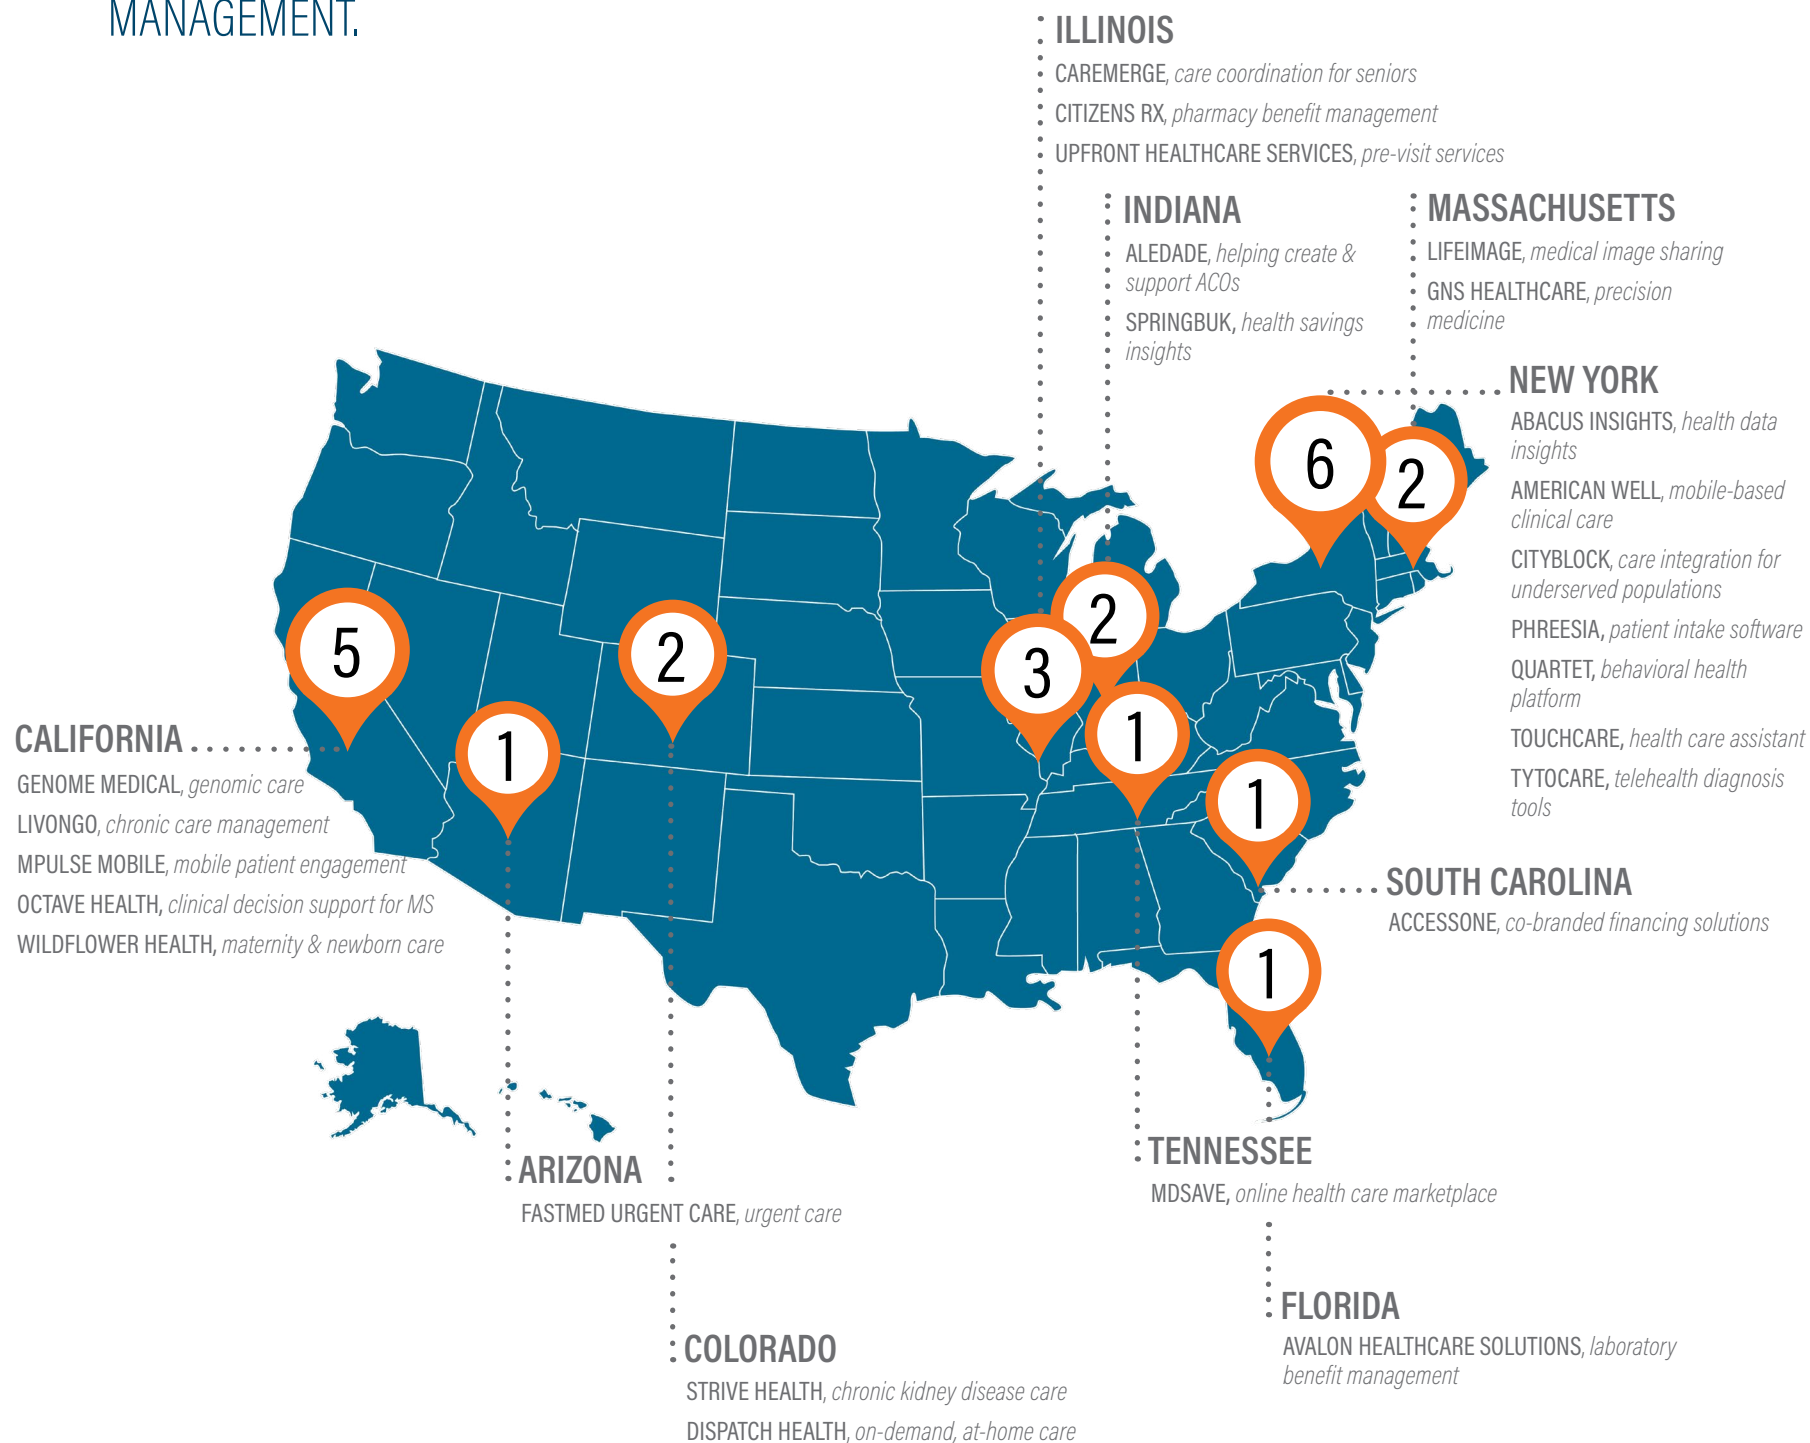 MANAGEMENT.
ILLINOIS
CAREMERGE, care coordination for seniors
CITIZENS RX, pharmacy benefit management
UPFRONT HEALTHCARE SERVICES, pre-visit services
INDIANA
ALEDADE, helping create &
support ACOs
SPRINGBUK, health savings
insights
MASSACHUSETTS
LIFEIMAGE, medical image sharing
GNS HEALTHCARE, precision
medicine
NEW YORK
ABACUS INSIGHTS, health data
insights
AMERICAN WELL, mobile-based
clinical care
CITYBLOCK, care integration for
underserved populations
PHREESIA, patient intake software
QUARTET, behavioral health
platform
TOUCHCARE, health care assistant
TYTOCARE, telehealth diagnosis
tools
6
2
2
3
5
2
1
1
1
1
CALIFORNIA
GENOME MEDICAL, genomic care
LIVONGO, chronic care management
MPULSE MOBILE, mobile patient engagement
OCTAVE HEALTH, clinical decision support for MS
WILDFLOWER HEALTH, maternity & newborn care
SOUTH CAROLINA
ACCESSONE, co-branded financing solutions
ARIZONA
FASTMED URGENT CARE, urgent care
TENNESSEE
MDSAVE, online health care marketplace
COLORADO
STRIVE HEALTH, chronic kidney disease care
DISPATCH HEALTH, on-demand, at-home care
FLORIDA
AVALON HEALTHCARE SOLUTIONS, laboratory
benefit management